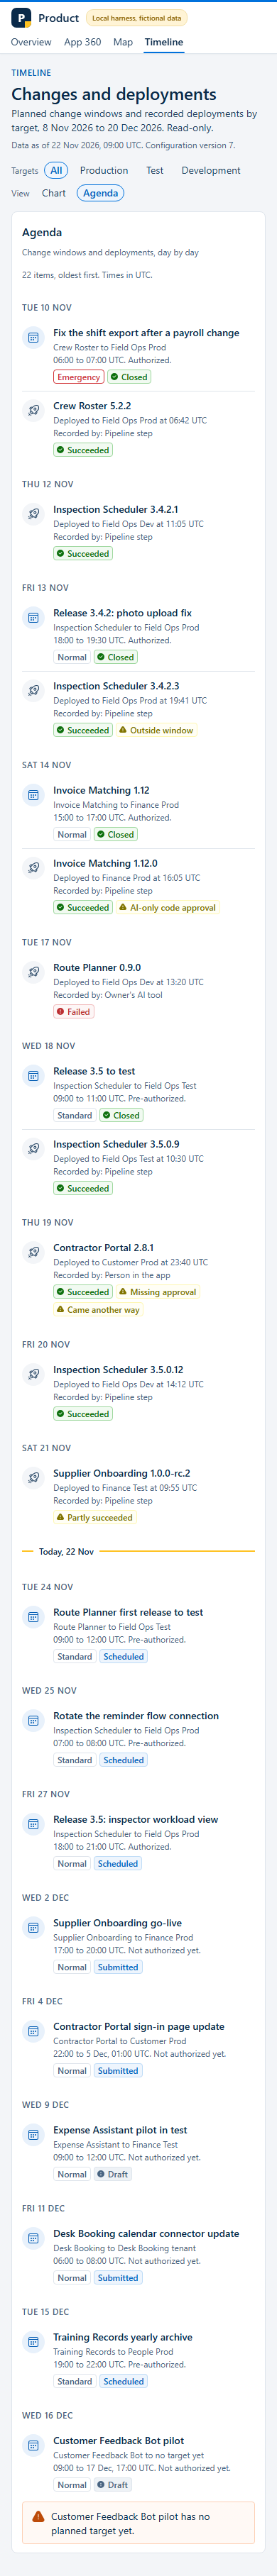 P Product Local harness, fictional data
Overview App 360 Map Timeline
TIMELINE
Changes and deployments
Planned change windows and recorded deployments by
target, 8 Nov 2026 to 20 Dec 2026. Read-only.
Data as of 22 Nov 2026, 09:00 UTC. Configuration version 7.
Targets All Production Test Development
View Chart Agenda
Agenda
Change windows and deployments, day by day
22 items, oldest first. Times in UTC.
TUE 10 NOV
Fix the shift export after a payroll change
Crew Roster to Field Ops Prod
06:00 to 07:00 UTC. Authorized.
Emergency Closed
Crew Roster 5.2.2
Deployed to Field Ops Prod at 06:42 UTC
Recorded by: Pipeline step
Succeeded
THU 12 NOV
Inspection Scheduler 3.4.2.1
Deployed to Field Ops Dev at 11:05 UTC
Recorded by: Pipeline step
Succeeded
FRI 13 NOV
Release 3.4.2: photo upload fix
Inspection Scheduler to Field Ops Prod
18:00 to 19:30 UTC. Authorized.
Normal Closed
Inspection Scheduler 3.4.2.3
Deployed to Field Ops Prod at 19:41 UTC
Recorded by: Pipeline step
Succeeded Outside window
SAT 14 NOV
Invoice Matching 1.12
Invoice Matching to Finance Prod
15:00 to 17:00 UTC. Authorized.
Normal Closed
Invoice Matching 1.12.0
Deployed to Finance Prod at 16:05 UTC
Recorded by: Pipeline step
Succeeded AI-only code approval
TUE 17 NOV
Route Planner 0.9.0
Deployed to Field Ops Dev at 13:20 UTC
Recorded by: Owner's AI tool
Failed
WED 18 NOV
Release 3.5 to test
Inspection Scheduler to Field Ops Test
09:00 to 11:00 UTC. Pre-authorized.
Standard Closed
Inspection Scheduler 3.5.0.9
Deployed to Field Ops Test at 10:30 UTC
Recorded by: Pipeline step
Succeeded
THU 19 NOV
Contractor Portal 2.8.1
Deployed to Customer Prod at 23:40 UTC
Recorded by: Person in the app
Succeeded Missing approval
Came another way
FRI 20 NOV
Inspection Scheduler 3.5.0.12
Deployed to Field Ops Dev at 14:12 UTC
Recorded by: Pipeline step
Succeeded
SAT 21 NOV
Supplier Onboarding 1.0.0-rc.2
Deployed to Finance Test at 09:55 UTC
Recorded by: Pipeline step
Partly succeeded
Today, 22 Nov
TUE 24 NOV
Route Planner first release to test
Route Planner to Field Ops Test
09:00 to 12:00 UTC. Pre-authorized.
Standard Scheduled
WED 25 NOV
Rotate the reminder flow connection
Inspection Scheduler to Field Ops Prod
07:00 to 08:00 UTC. Pre-authorized.
Standard Scheduled
FRI 27 NOV
Release 3.5: inspector workload view
Inspection Scheduler to Field Ops Prod
18:00 to 21:00 UTC. Authorized.
Normal Scheduled
WED 2 DEC
Supplier Onboarding go-live
Supplier Onboarding to Finance Prod
17:00 to 20:00 UTC. Not authorized yet.
Normal Submitted
FRI 4 DEC
Contractor Portal sign-in page update
Contractor Portal to Customer Prod
22:00 to 5 Dec, 01:00 UTC. Not authorized yet.
Normal Submitted
WED 9 DEC
Expense Assistant pilot in test
Expense Assistant to Finance Test
09:00 to 12:00 UTC. Not authorized yet.
Normal Draft
FRI 11 DEC
Desk Booking calendar connector update
Desk Booking to Desk Booking tenant
06:00 to 08:00 UTC. Not authorized yet.
Normal Submitted
TUE 15 DEC
Training Records yearly archive
Training Records to People Prod
19:00 to 22:00 UTC. Pre-authorized.
Standard Scheduled
WED 16 DEC
Customer Feedback Bot pilot
Customer Feedback Bot to no target yet
09:00 to 17 Dec, 17:00 UTC. Not authorized yet.
Normal Draft
Customer Feedback Bot pilot has no
planned target yet.